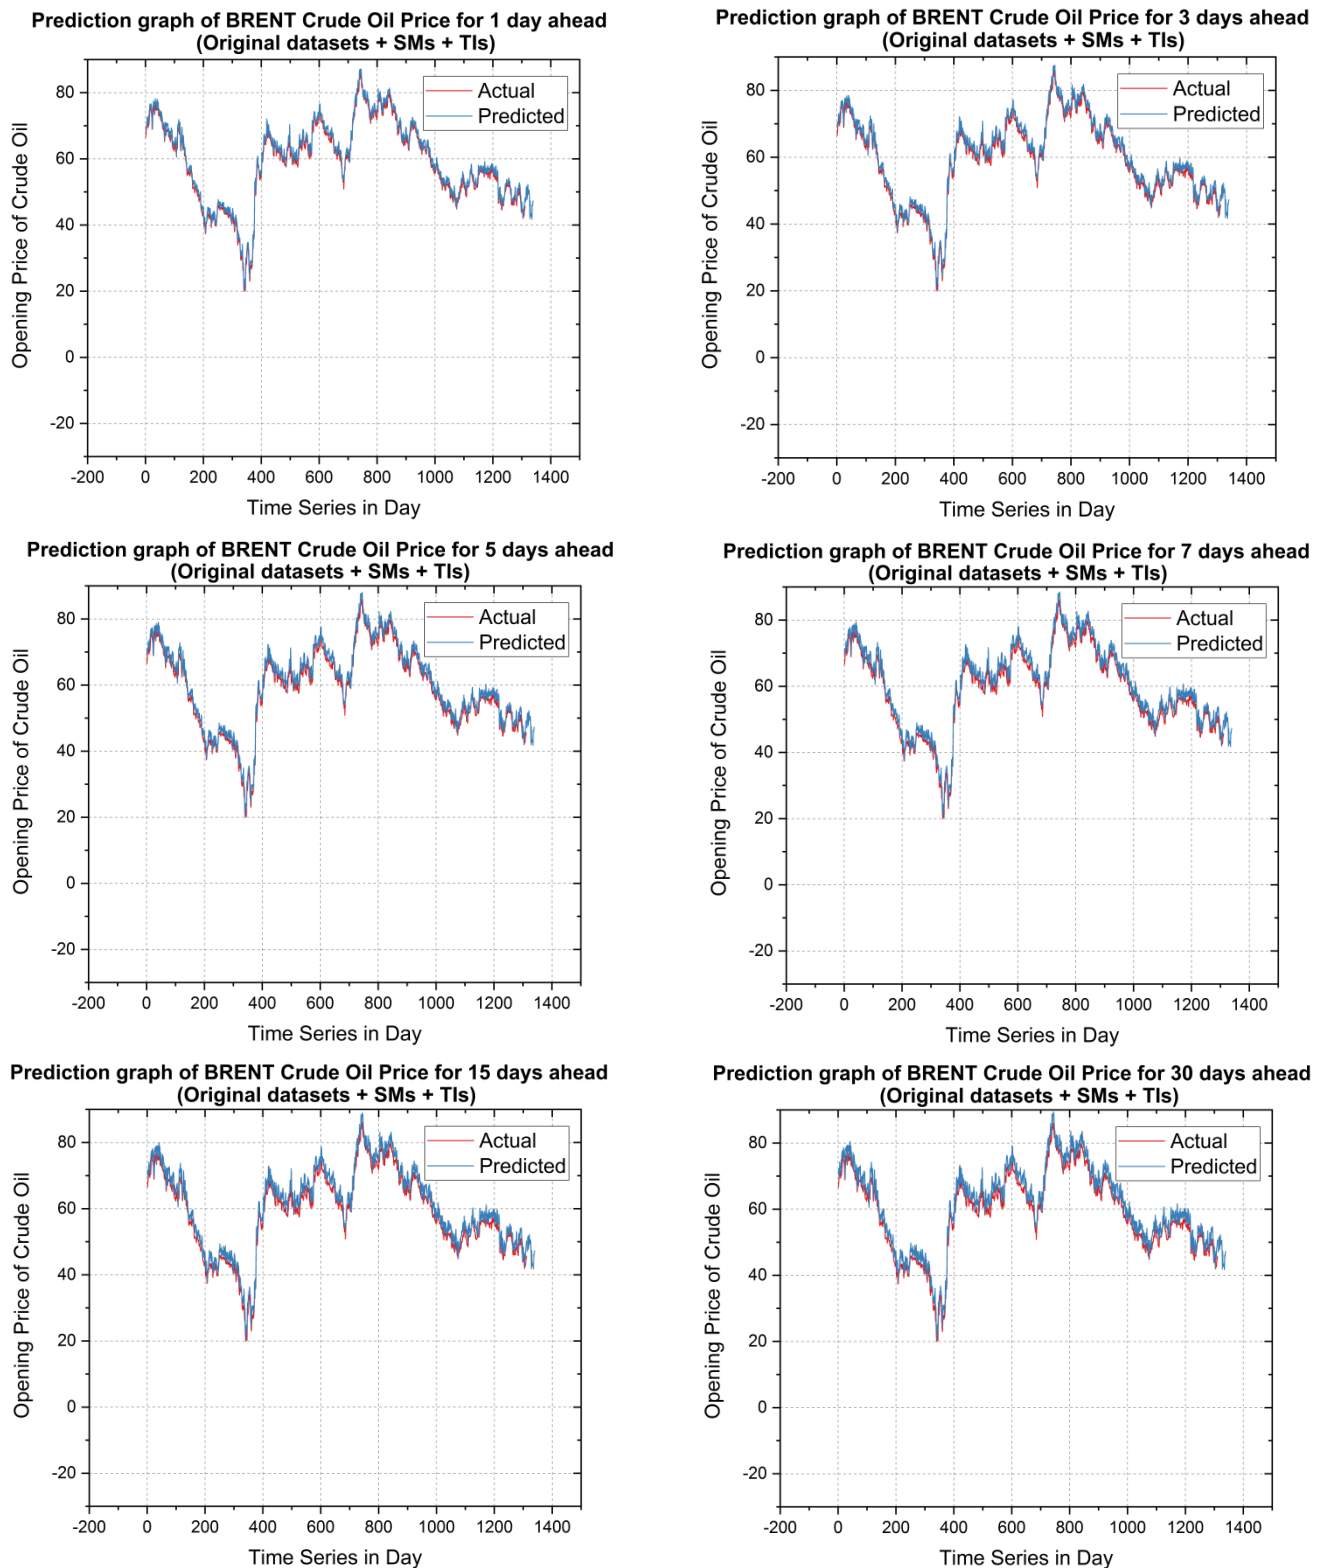 Prediction graph of BRENT Crude Oil Price for 1 day ahead
(Original datasets + SMs + TIs)
Actual
Predicted
Opening Price of Crude Oil
80
60
40
20
0
-20
-200 0 200 400 600 800 1000 1200 1400
Time Series in Day
Prediction graph of BRENT Crude Oil Price for 3 days ahead
(Original datasets + SMs + TIs)
Actual
Predicted
Opening Price of Crude Oil
80
60
40
20
0
-20
-200 0 200 400 600 800 1000 1200 1400
Time Series in Day
Prediction graph of BRENT Crude Oil Price for 5 days ahead
(Original datasets + SMs + TIs)
Actual
Predicted
Opening Price of Crude Oil
80
60
40
20
0
-20
-200 0 200 400 600 800 1000 1200 1400
Time Series in Day
Prediction graph of BRENT Crude Oil Price for 7 days ahead
(Original datasets + SMs + TIs)
Actual
Predicted
Opening Price of Crude Oil
80
60
40
20
0
-20
-200 0 200 400 600 800 1000 1200 1400
Time Series in Day
Prediction graph of BRENT Crude Oil Price for 15 days ahead
(Original datasets + SMs + TIs)
Actual
Predicted
Opening Price of Crude Oil
80
60
40
20
0
-20
-200 0 200 400 600 800 1000 1200 1400
Time Series in Day
Prediction graph of BRENT Crude Oil Price for 30 days ahead
(Original datasets + SMs + TIs)
Actual
Predicted
Opening Price of Crude Oil
80
60
40
20
0
-20
-200 0 200 400 600 800 1000 1200 1400
Time Series in Day